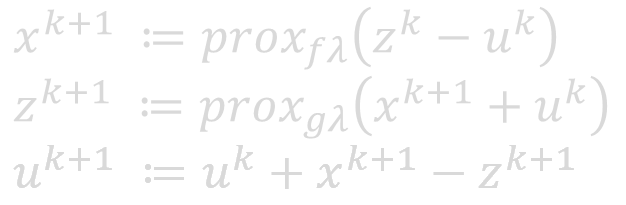 x^{k+1} := prox_{fλ}(z^k − u^k)
z^{k+1} := prox_{gλ}(x^{k+1} + u^k)
u^{k+1} := u^k + x^{k+1} − z^{k+1}